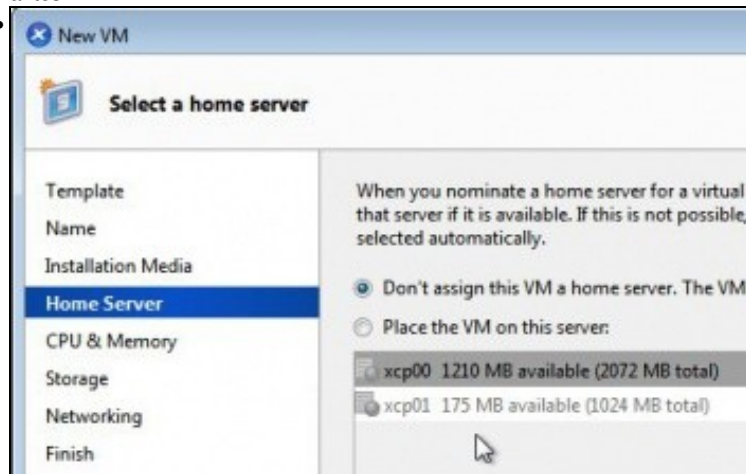 New VM
Select a home server
Template
Name
Installation Media
Home Server
CPU & Memory
Storage
Networking
Finish
When you nominate a home server for a virtual
that server if it is available. If this is not possible,
selected automatically.
Don't assign this VM a home server. The VM
Place the VM on this server:
xcp00 1210 MB available (2072 MB total)
xcp01 175 MB available (1024 MB total)